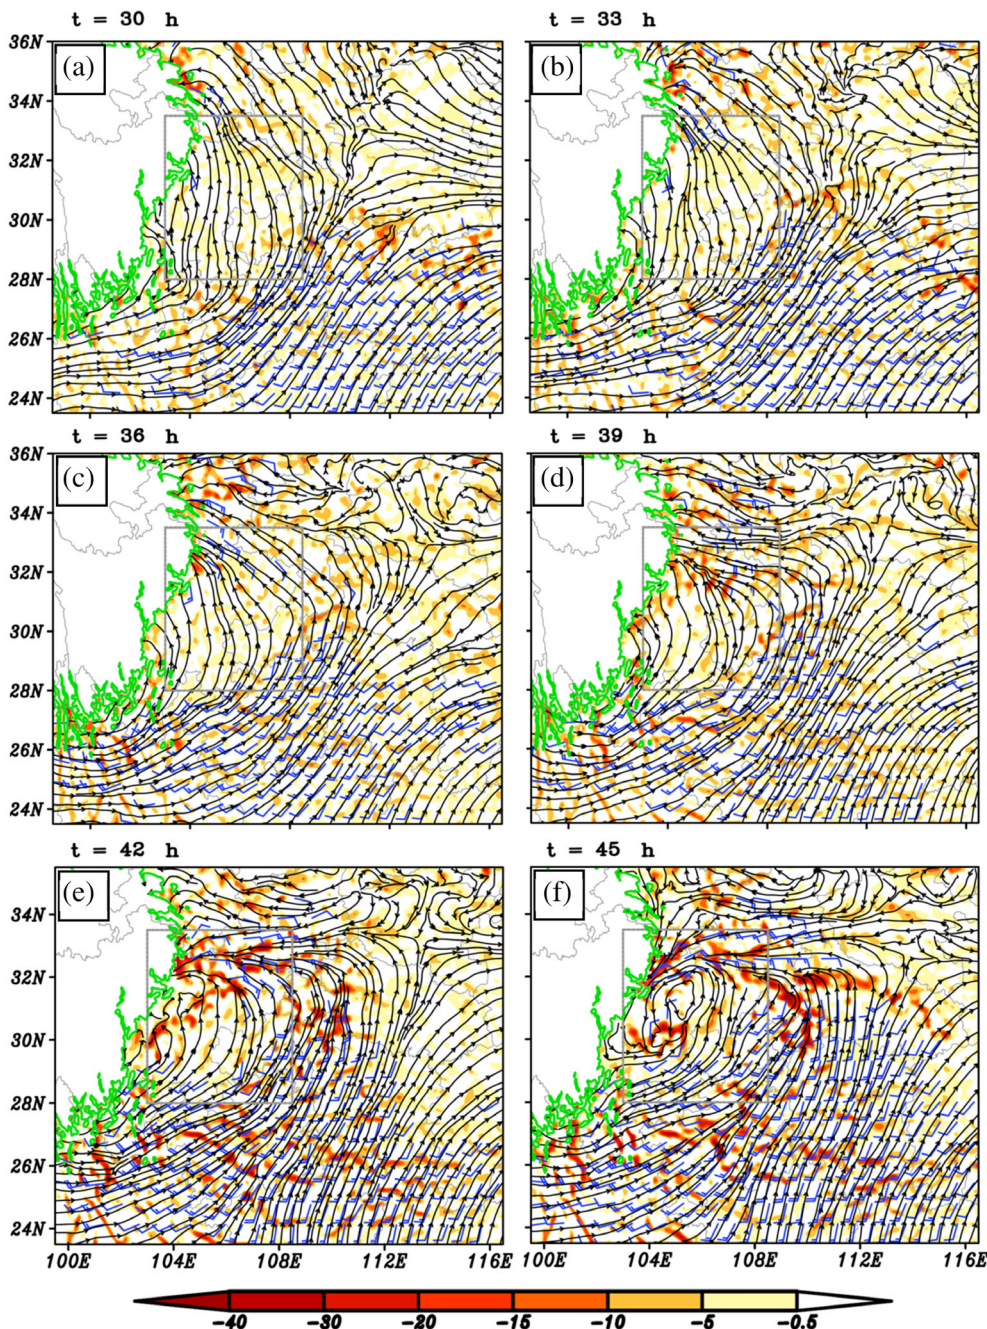 t = 30 h
t = 33 h
36N
34N
32N
30N
28N
26N
24N
(a)
(b)
t = 36 h
t = 39 h
36N
34N
32N
30N
28N
26N
24N
(c)
(d)
t = 42 h
t = 45 h
34N
32N
30N
28N
26N
24N
(e)
(f)
100E 104E 108E 112E 116E
100E 104E 108E 112E 116E
-40 -30 -20 -15 -10 -5 -0.5